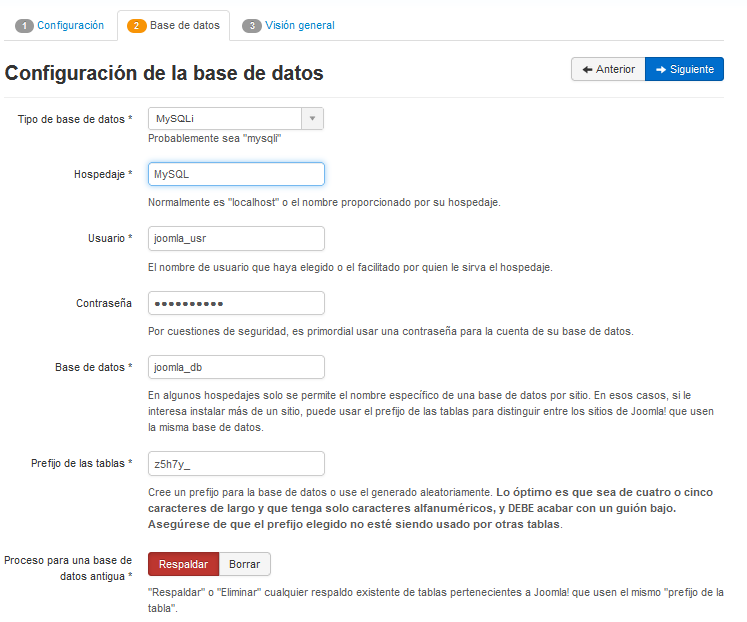 1 Configuración 2 Base de datos 3 Visión general
Configuración de la base de datos
Anterior Siguiente
Tipo de base de datos * MySQLi
Probablemente sea "mysqli"
Hospedaje * MySQL
Normalmente es "localhost" o el nombre proporcionado por su hospedaje.
Usuario * joomla_usr
El nombre de usuario que haya elegido o el facilitado por quien le sirva el hospedaje.
Contraseña ●●●●●●●●●●
Por cuestiones de seguridad, es primordial usar una contraseña para la cuenta de su base de datos.
Base de datos * joomla_db
En algunos hospedajes solo se permite el nombre específico de una base de datos por sitio. En esos casos, si le
interesa instalar más de un sitio, puede usar el prefijo de las tablas para distinguir entre los sitios de Joomla! que usen
la misma base de datos.
Prefijo de las tablas * z5h7y_
Cree un prefijo para la base de datos o use el generado aleatoriamente. Lo óptimo es que sea de cuatro o cinco
caracteres de largo y que tenga solo caracteres alfanuméricos, y DEBE acabar con un guión bajo.
Asegúrese de que el prefijo elegido no esté siendo usado por otras tablas.
Proceso para una base de
datos antigua *
Respaldar Borrar
"Respaldar" o "Eliminar" cualquier respaldo existente de tablas pertenecientes a Joomla! que usen el mismo "prefijo de la
tabla".